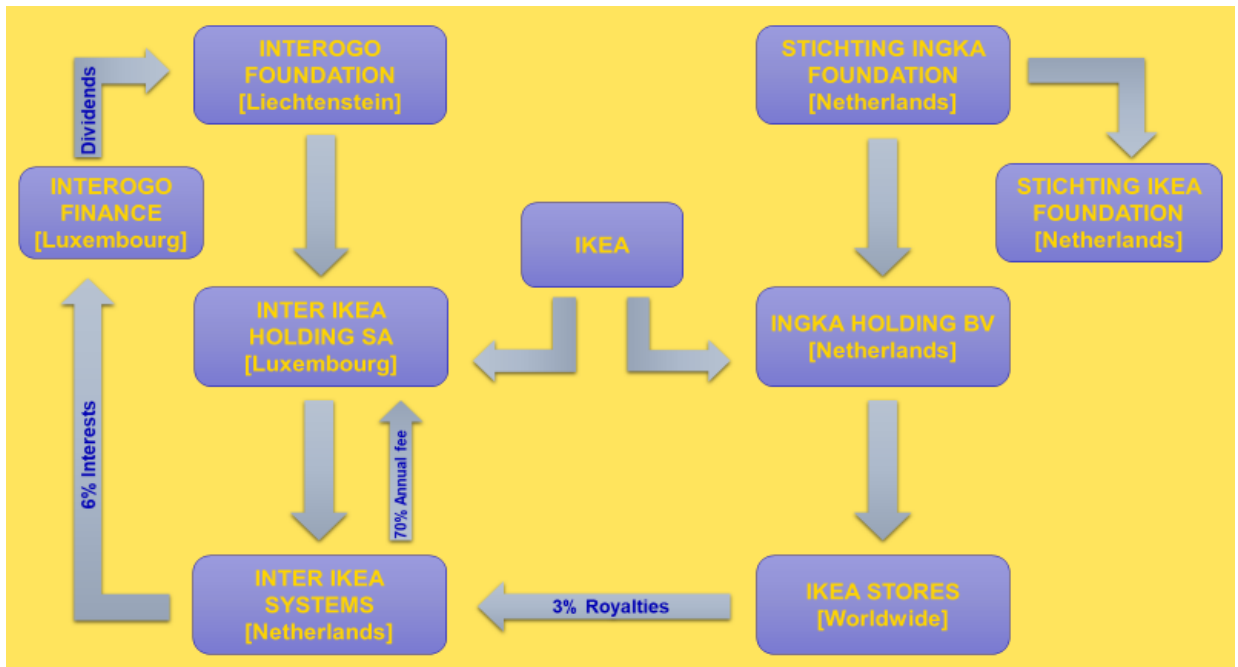 INTEROGO
FOUNDATION
[Liechtenstein]
STICHTING INGKA
FOUNDATION
[Netherlands]
Dividends
INTEROGO
FINANCE
[Luxembourg]
STICHTING IKEA
FOUNDATION
[Netherlands]
IKEA
INTER IKEA
HOLDING SA
[Luxembourg]
INGKA HOLDING BV
[Netherlands]
6% Interests
70% Annual fee
INTER IKEA
SYSTEMS
[Netherlands]
3% Royalties
IKEA STORES
[Worldwide]